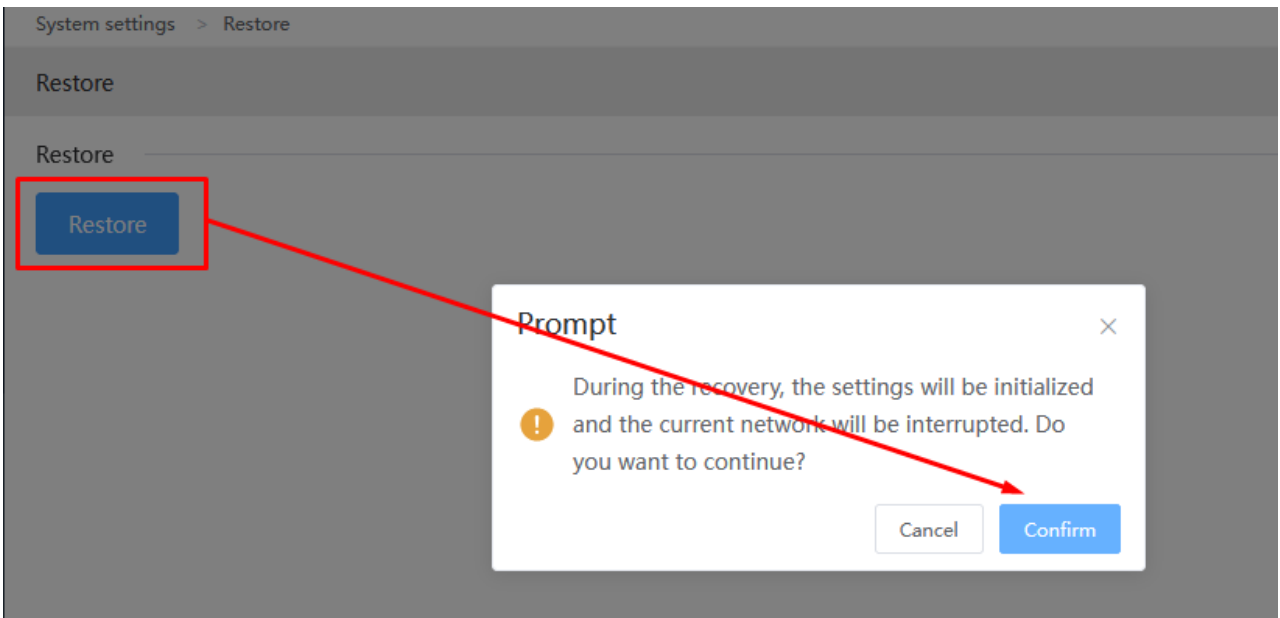 System settings > Restore
Restore
Restore
Restore
Prompt
During the recovery, the settings will be initialized
and the current network will be interrupted. Do
you want to continue?
Cancel
Confirm